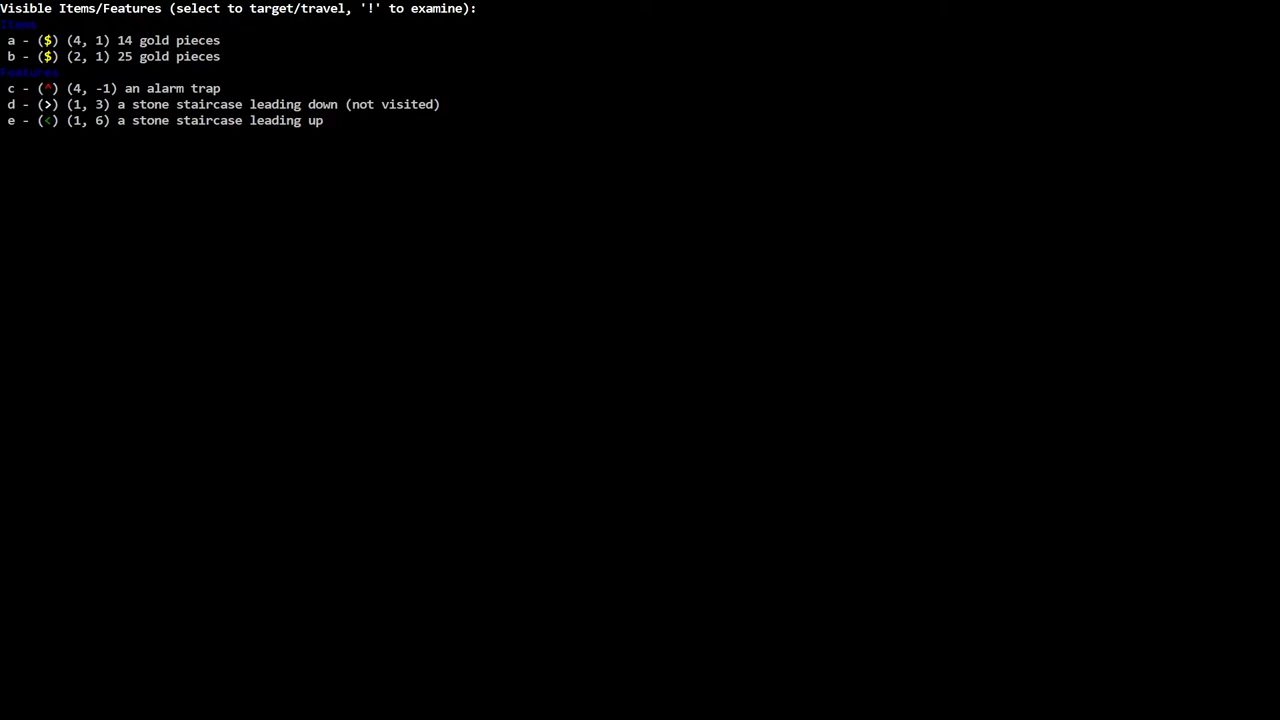 Visible Items/Features (select to target/travel, '!' to examine):
Items
a - ($) (4, 1) 14 gold pieces
b - ($) (2, 1) 25 gold pieces
Features
c - (^) (4, -1) an alarm trap
d - (>) (1, 3) a stone staircase leading down (not visited)
e - (<) (1, 6) a stone staircase leading up